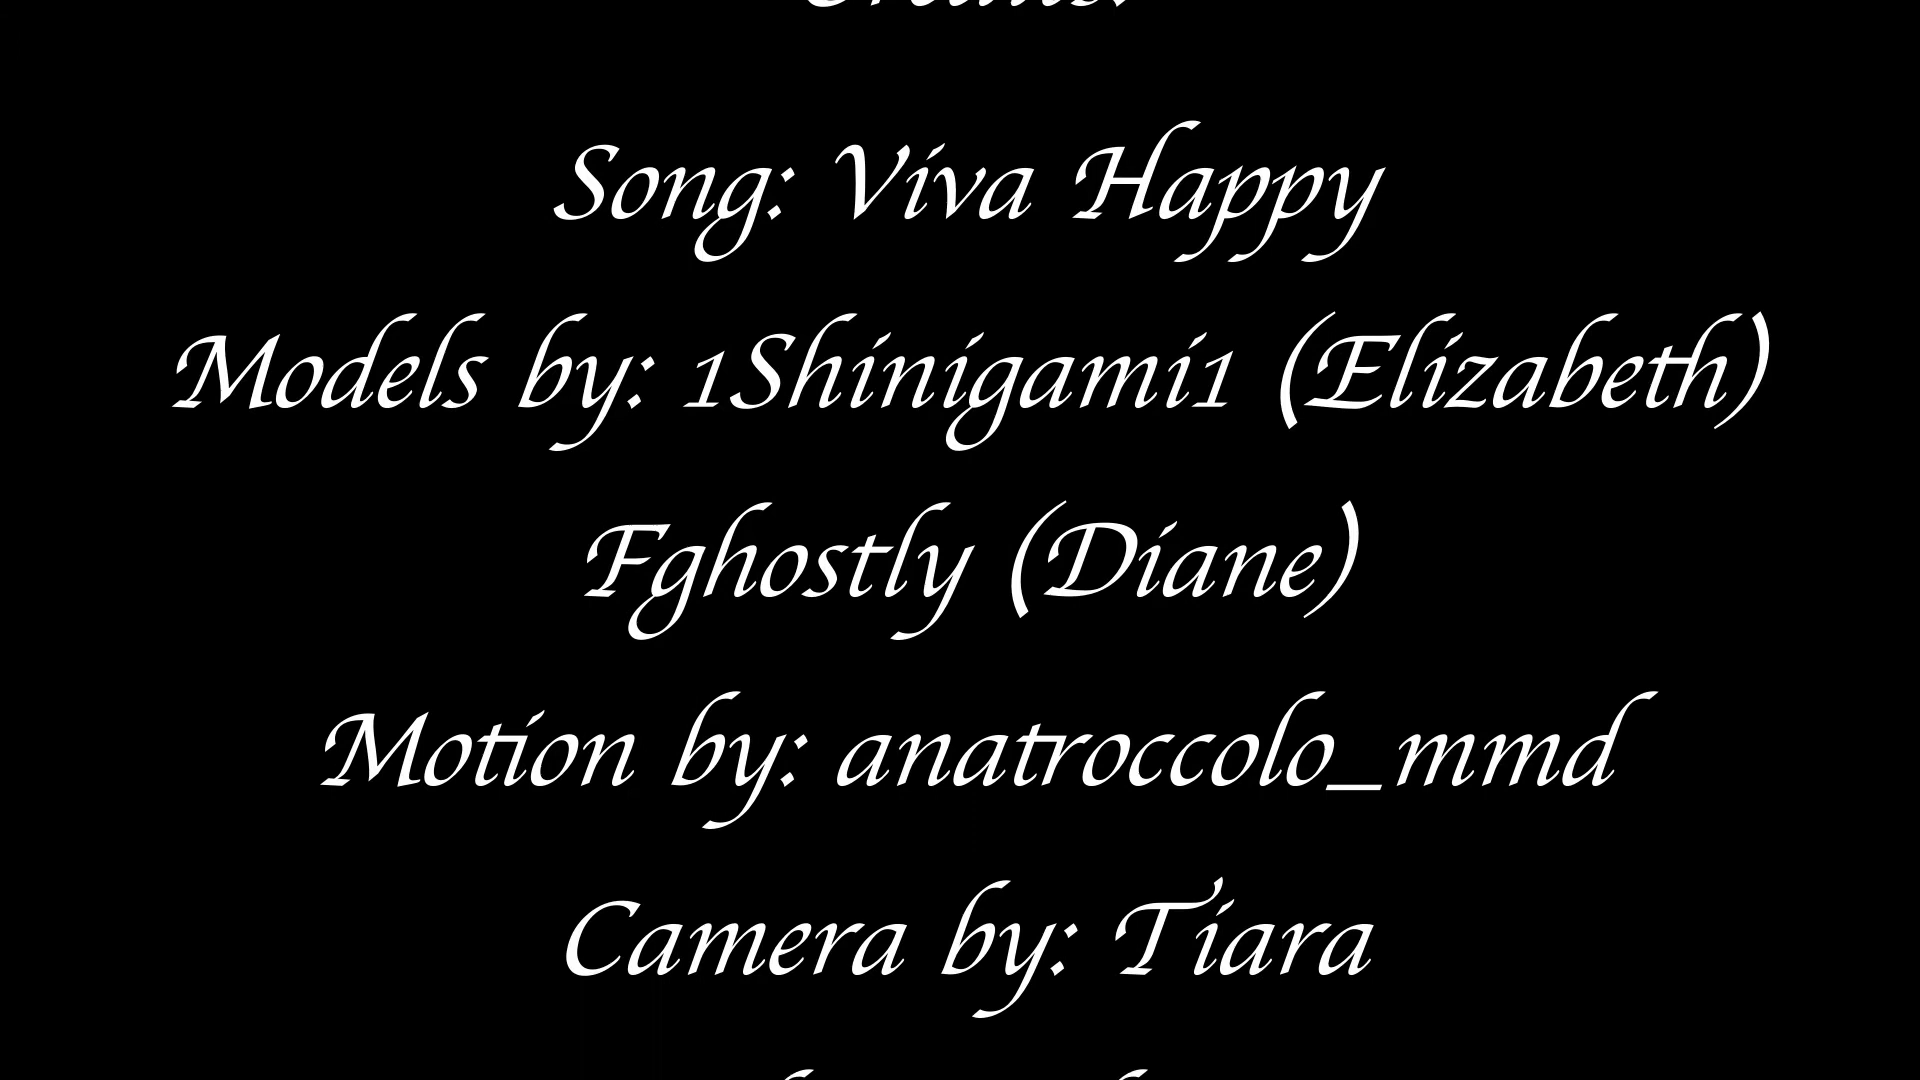 Song: Viva Happy
Models by: 1Shinigami1 (Elizabeth)
Fghostly (Diane)
Motion by: anatroccolo_mmd
Camera by: Tiara